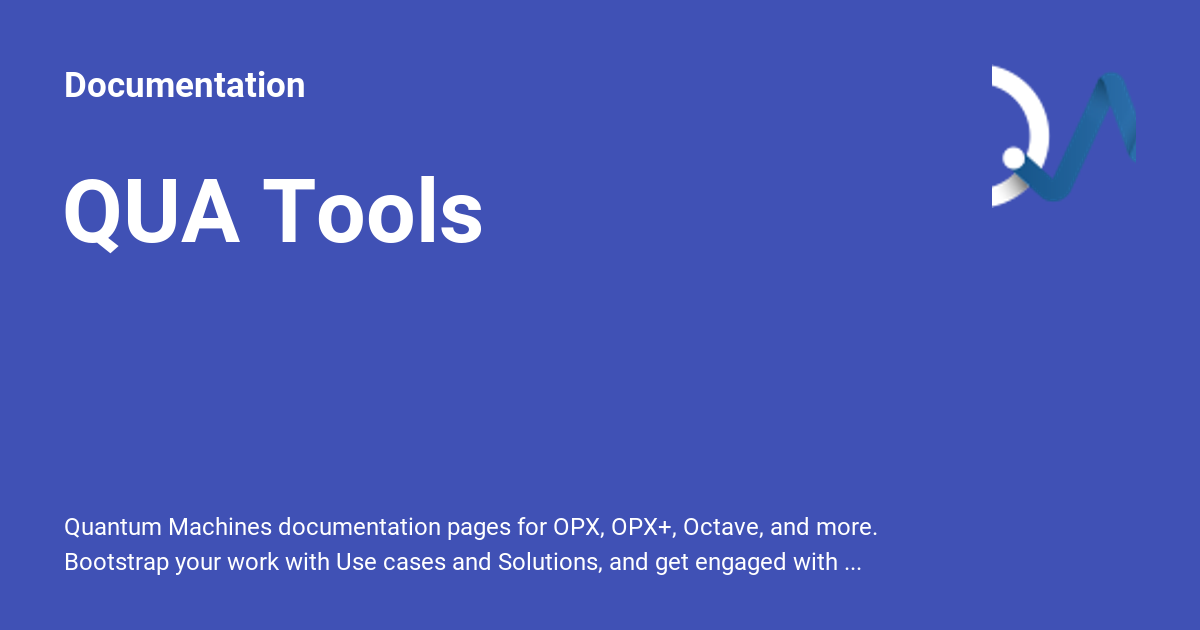 Documentation
QUA Tools
Quantum Machines documentation pages for OPX, OPX+, Octave, and more.
Bootstrap your work with Use cases and Solutions, and get engaged with ...